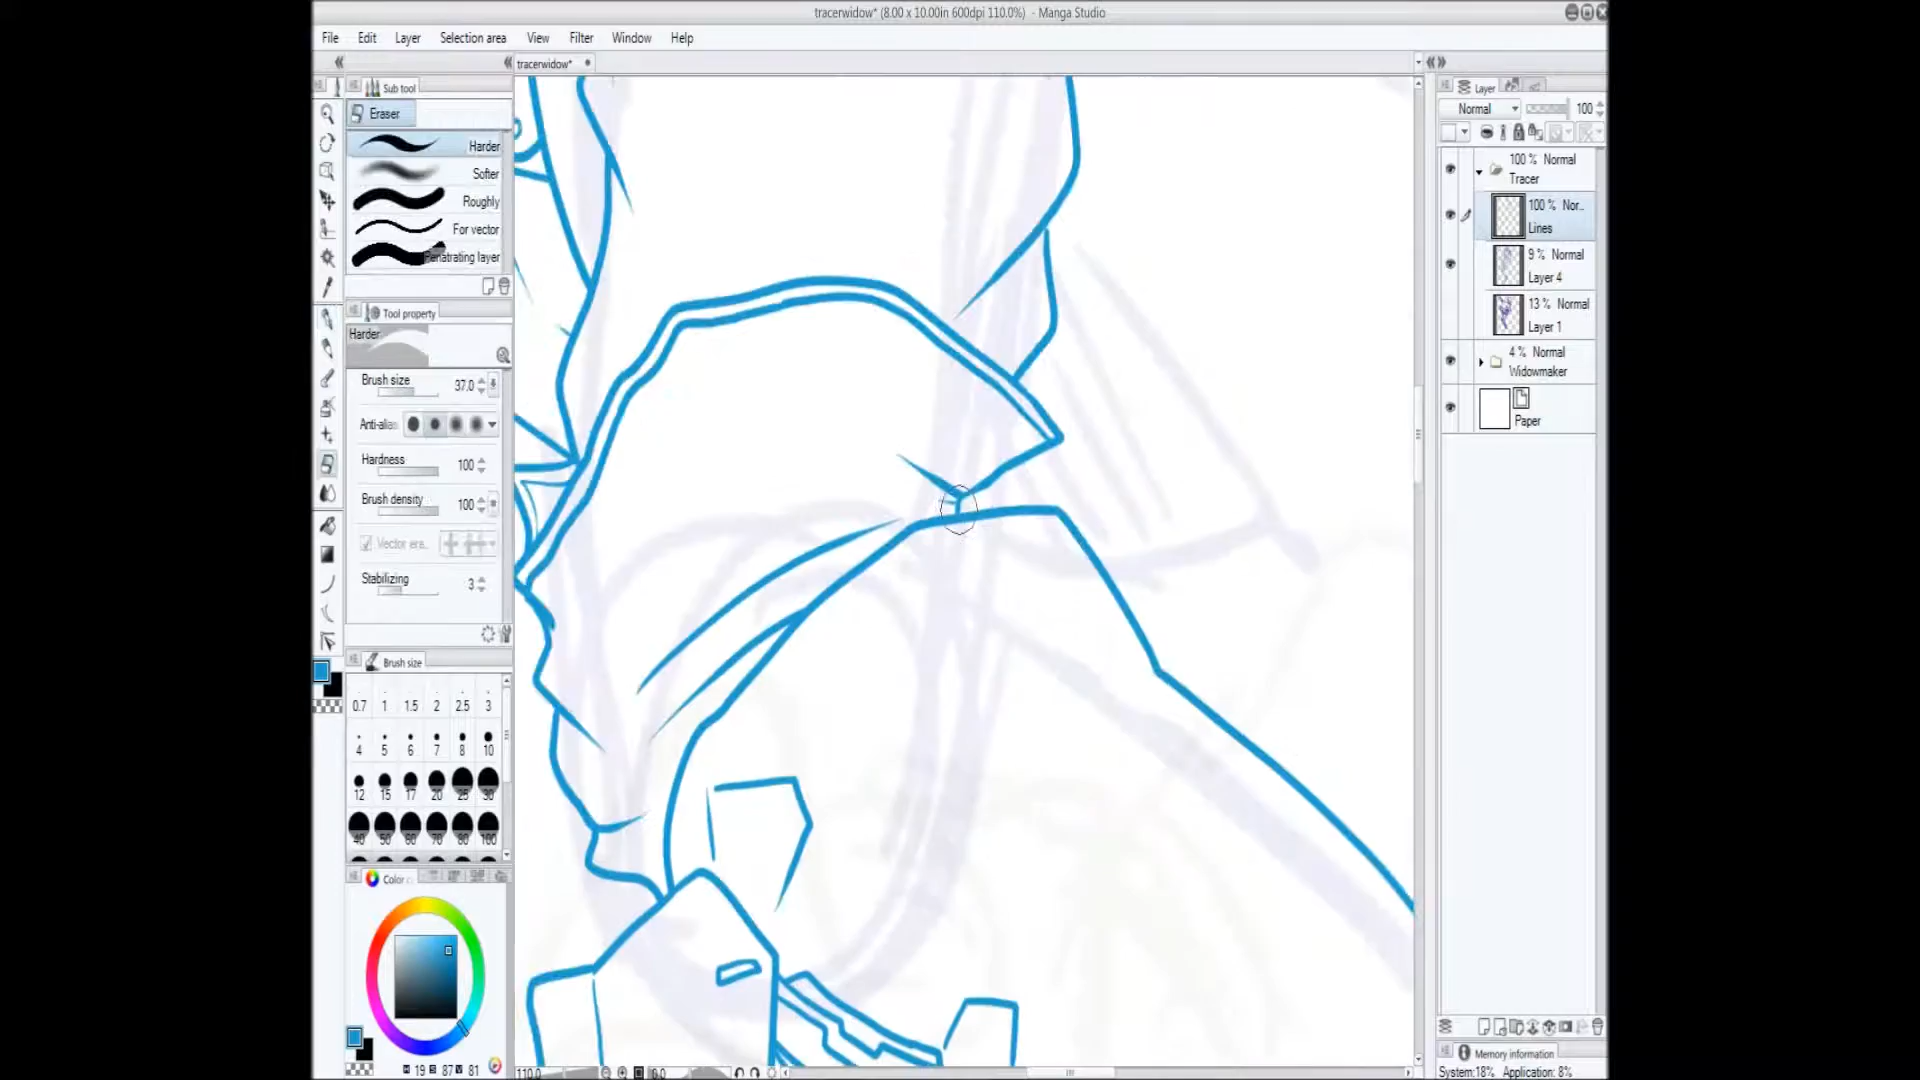 tracerwidow* (8.00 x 10.00in 600dpi 110.0%) - Manga Studio
File Edit Layer Selection area View Filter Window Help
tracerwidow*
Sub tool
Eraser
Harder
Softer
Roughly
For vector
Penatrating layer
Tool property
Harder
Brush size 37.0
Anti-alias
Hardness 100
Brush density 100
Vector era..
Stabilizing 3
Brush size
0.7 1 1.5 2 2.5 3
4 5 6 7 8 10
12 15 17 20 25 30
40 50 60 70 80 100
Color
19 87 81
110.0 0.0
Layer
Normal 100
100 % Normal
Tracer
100 % Nor..
Lines
9 % Normal
Layer 4
13 % Normal
Layer 1
4 % Normal
Widowmaker
Paper
Memory information
System:18% Application: 8%